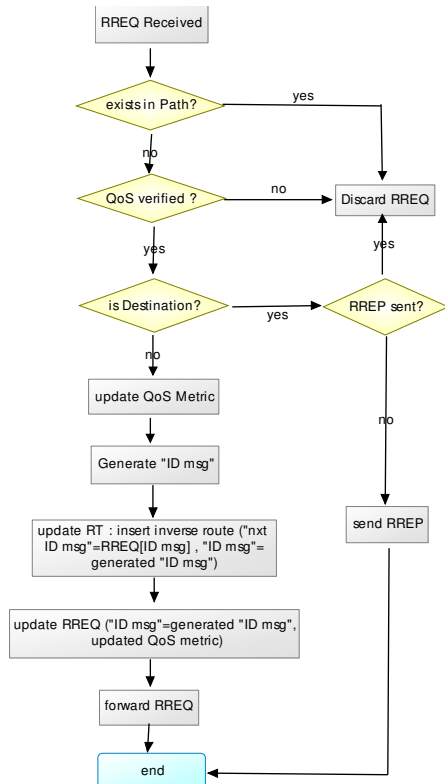 RREQ Received
exists in Path?
yes
no
QoS verified ?
no
Discard RREQ
yes
yes
is Destination?
yes
RREP sent?
no
no
update QoS Metric
Generate "ID msg"
update RT : insert inverse route ("nxt
ID msg"=RREQ[ID msg] , "ID msg"=
generated "ID msg")
send RREP
update RREQ ("ID msg"=generated "ID msg",
updated QoS metric)
forward RREQ
end